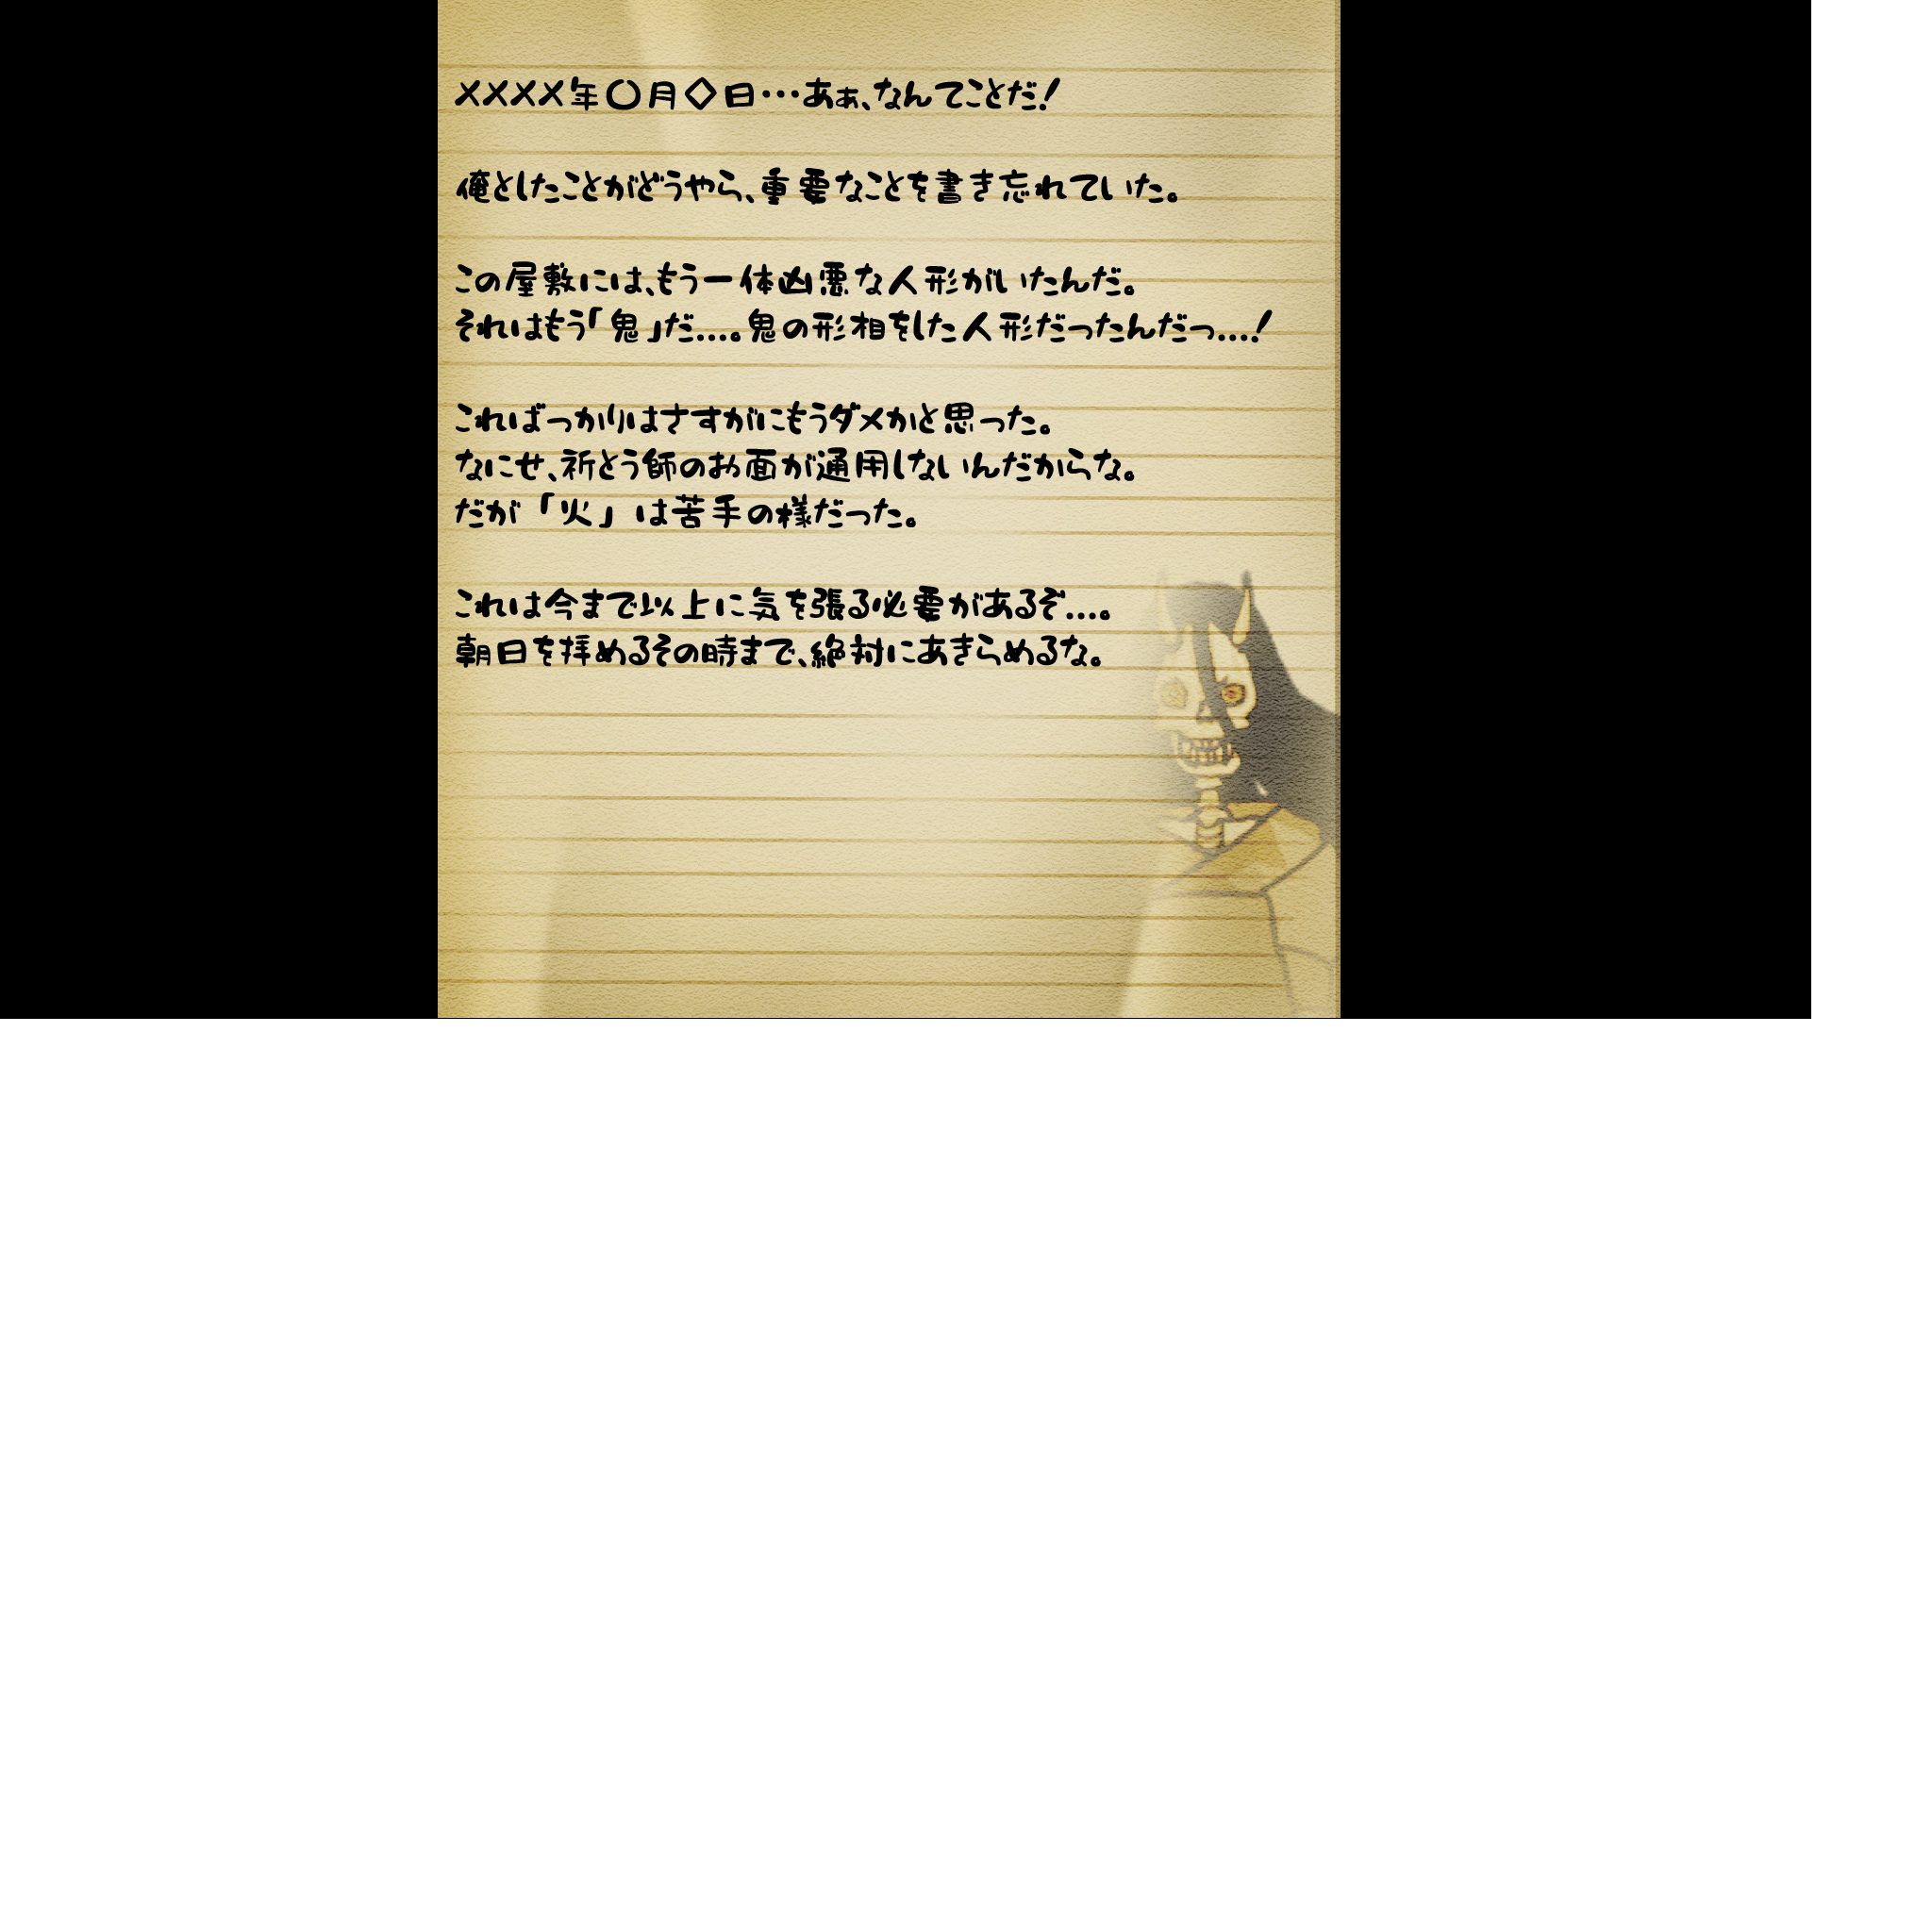 ××××年〇月◇日…あぁ、なんてことだ！
俺としたことがどうやら、重要なことを書き忘れていた。
この屋敷には、もう一体凶悪な人形がいたんだ。
それはもう「鬼」だ...。鬼の形相をした人形だったんだっ...！
こればっかりはさすがにもうダメかと思った。
なにせ、祈とう師のお面が通用しないんだからな。
だが「火」は苦手の様だった。
これは今まで以上に気を張る必要があるぞ...。
朝日を拝めるその時まで、絶対にあきらめるな。